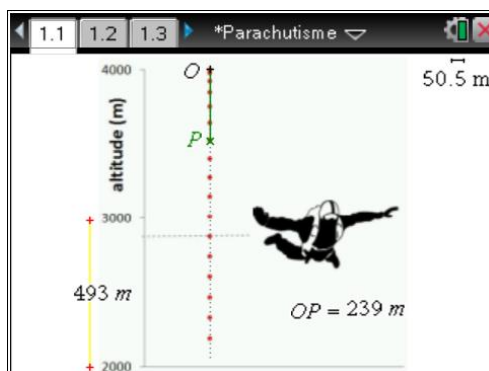 1.1 1.2 1.3 *Parachutisme
50.5 m
4000 O
P
altitude (m)
3000
493 m
OP = 239 m
2000